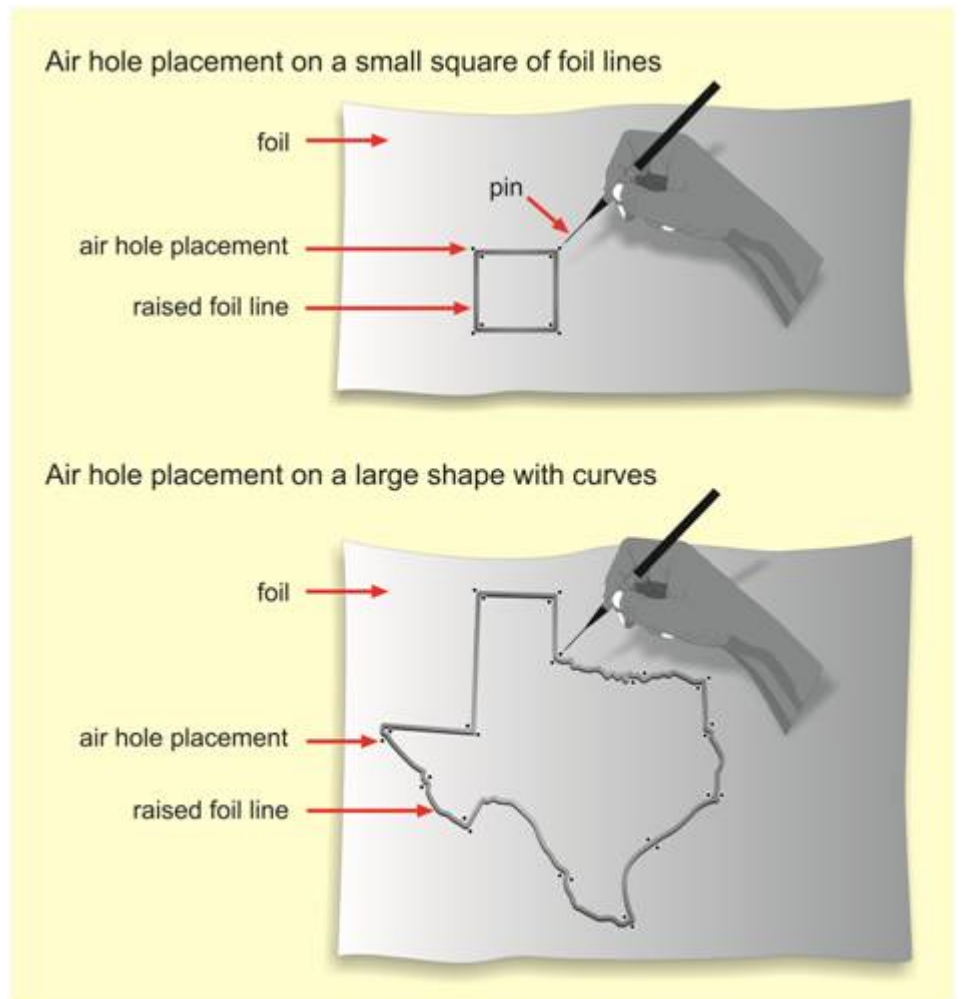 Air hole placement on a small square of foil lines
foil
pin
air hole placement
raised foil line
Air hole placement on a large shape with curves
foil
air hole placement
raised foil line